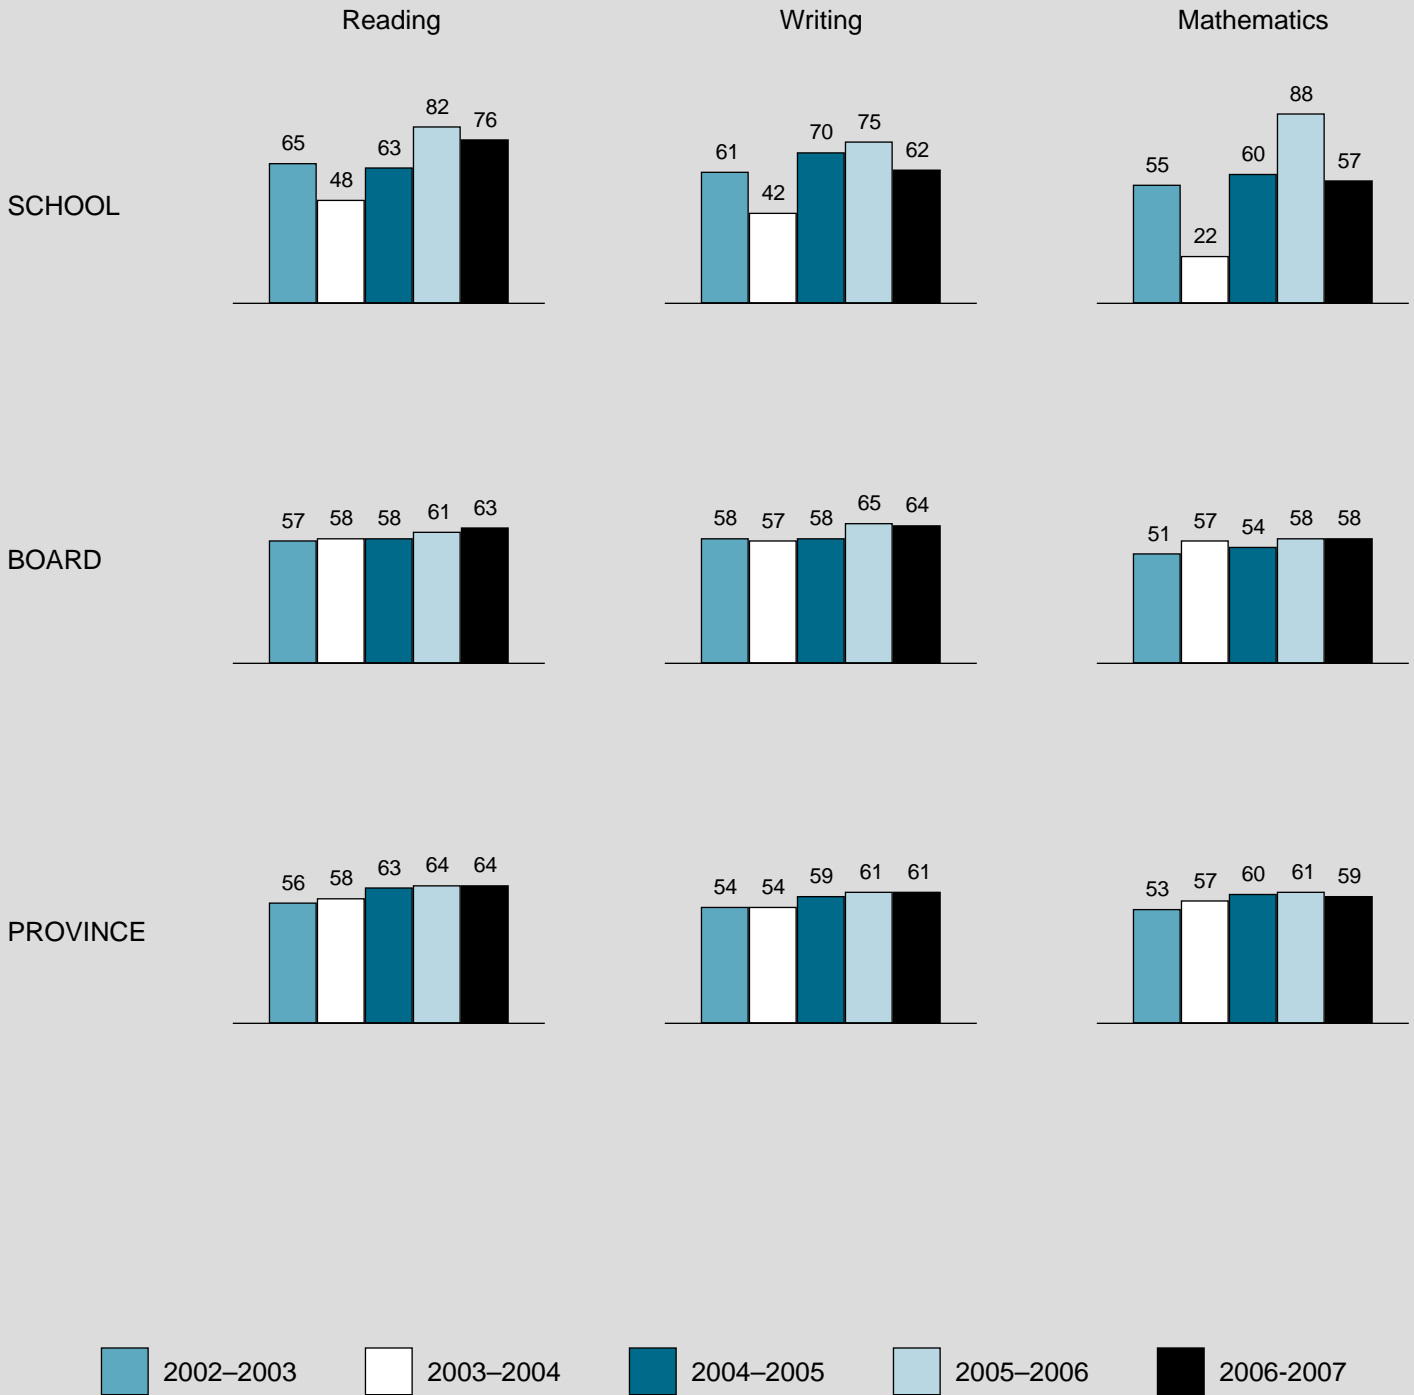 Reading Writing Mathematics
SCHOOL
65 48 63 82 76
61 42 70 75 62
55 22 60 88 57
BOARD
57 58 58 61 63
58 57 58 65 64
51 57 54 58 58
PROVINCE
56 58 63 64 64
54 54 59 61 61
53 57 60 61 59
2002–2003 2003–2004 2004–2005 2005–2006 2006-2007